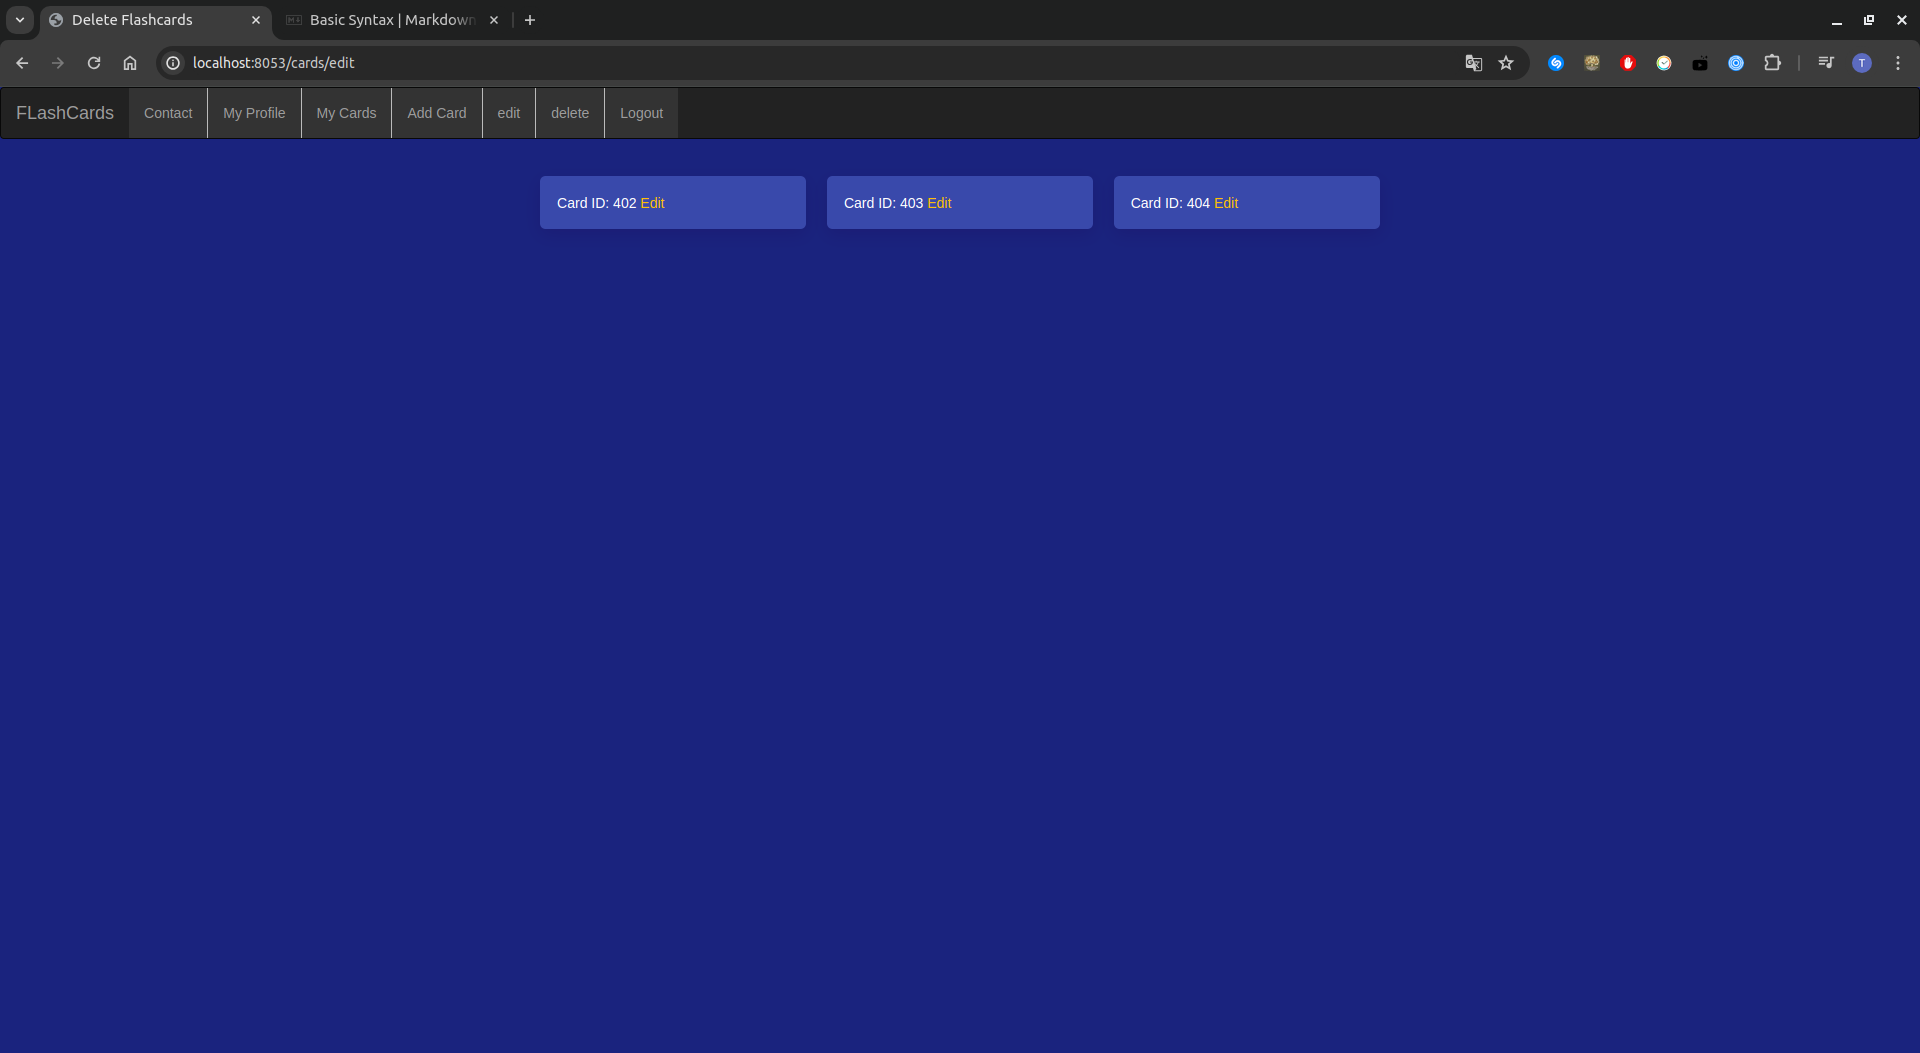 Delete Flashcards
Basic Syntax | Markdown
localhost:8053/cards/edit
T
FLashCards Contact My Profile My Cards Add Card edit delete Logout
Card ID: 402 Edit
Card ID: 403 Edit
Card ID: 404 Edit